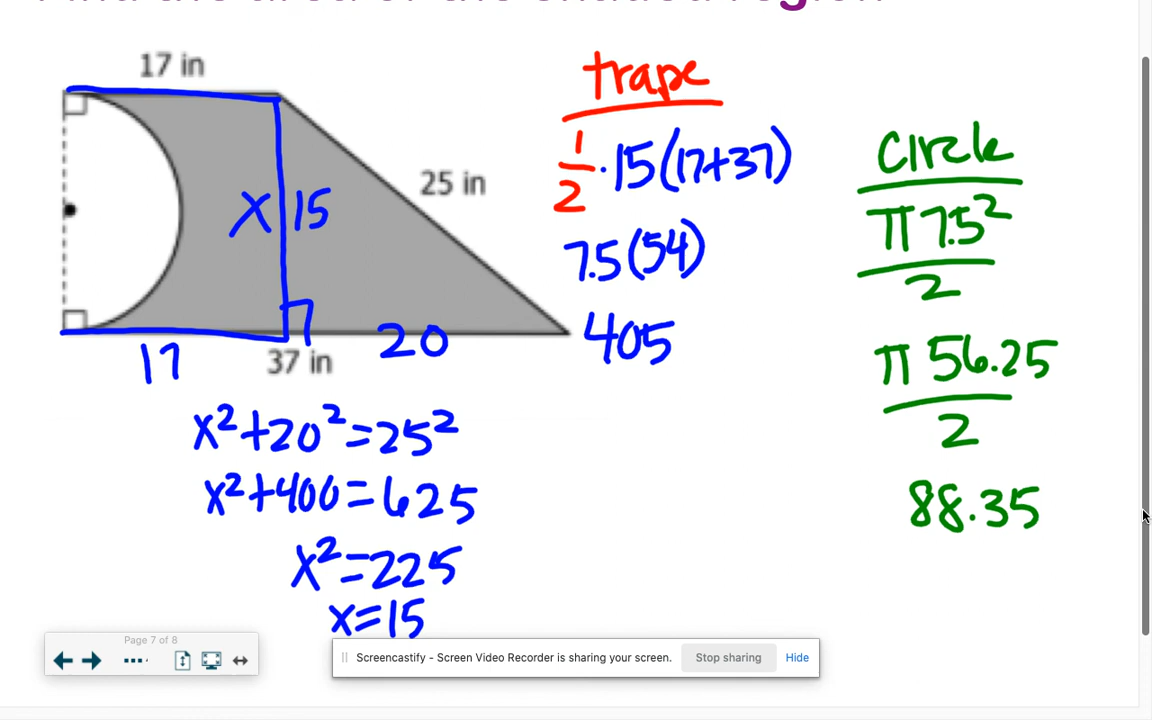 17 in
25 in
x 15
17
20
37 in
x²+20²=25²
x²+400=625
x²=225
x=15
trape
1/2 · 15(17+37)
7.5(54)
405
circle
π 7.5²
2
π 56.25
2
88.35
Page 7 of 8
Screencastify - Screen Video Recorder is sharing your screen. Stop sharing Hide